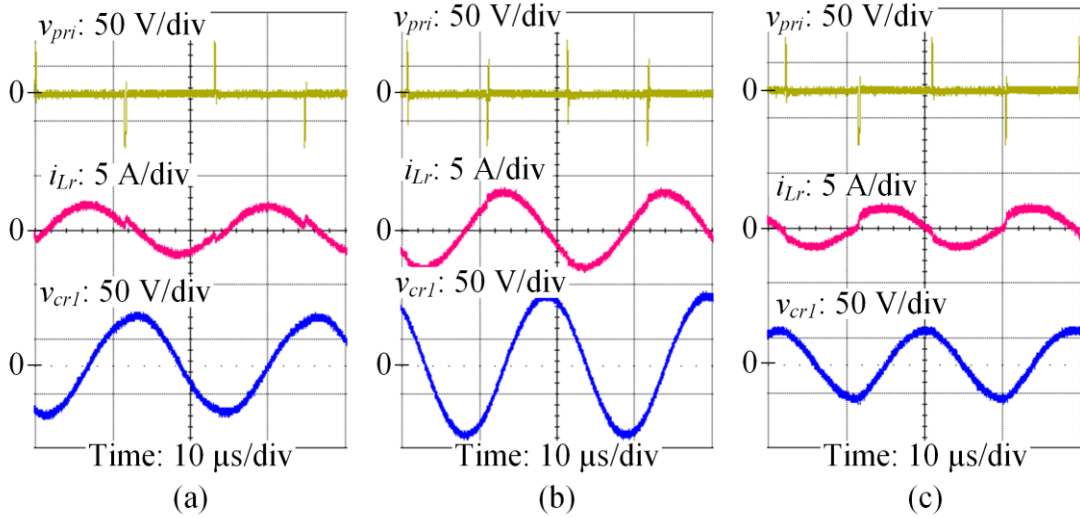 v_pri: 50 V/div
0
i_Lr: 5 A/div
0
v_cr1: 50 V/div
0
Time: 10 μs/div
(a)
v_pri: 50 V/div
0
i_Lr: 5 A/div
0
v_cr1: 50 V/div
0
Time: 10 μs/div
(b)
v_pri: 50 V/div
0
i_Lr: 5 A/div
0
v_cr1: 50 V/div
0
Time: 10 μs/div
(c)